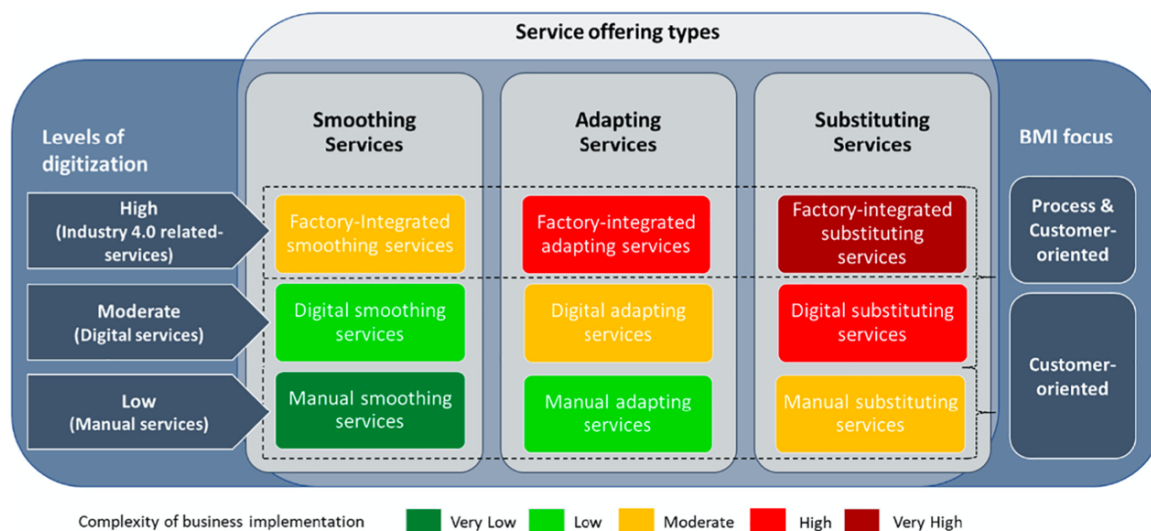 Service offering types
Levels of
digitization
Smoothing
Services
Adapting
Services
Substituting
Services
BMI focus
High
(Industry 4.0 related-
services)
Factory-Integrated
smoothing services
Factory-integrated
adapting services
Factory-integrated
substituting
services
Process &
Customer-
oriented
Moderate
(Digital services)
Digital smoothing
services
Digital adapting
services
Digital substituting
services
Customer-
oriented
Low
(Manual services)
Manual smoothing
services
Manual adapting
services
Manual substituting
services
Complexity of business implementation
Very Low
Low
Moderate
High
Very High